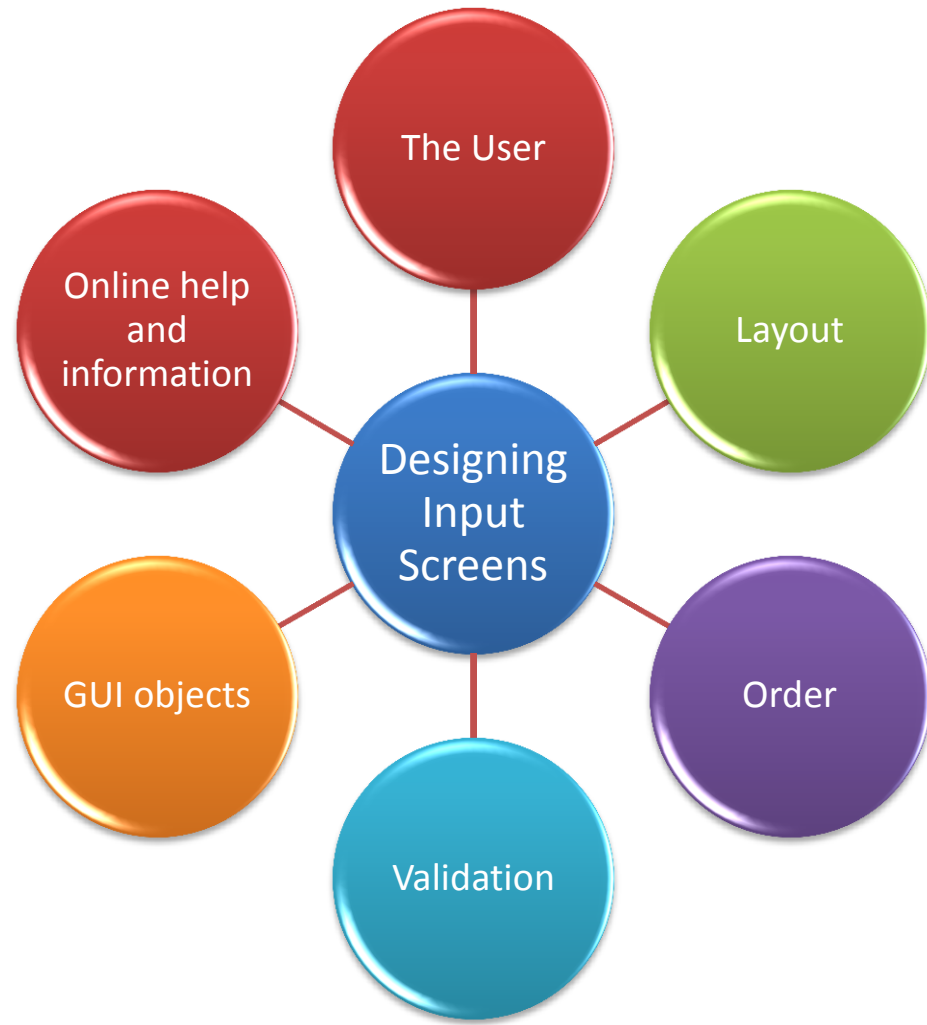 The User
Online help
and
information
Layout
Designing
Input
Screens
GUI objects
Order
Validation